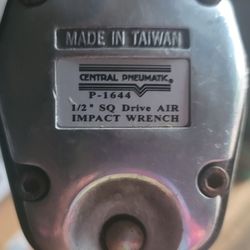 MADE IN TAIWAN
CENTRAL PNEUMATIC®
P-1644
1/2" SQ Drive AIR
IMPACT WRENCH